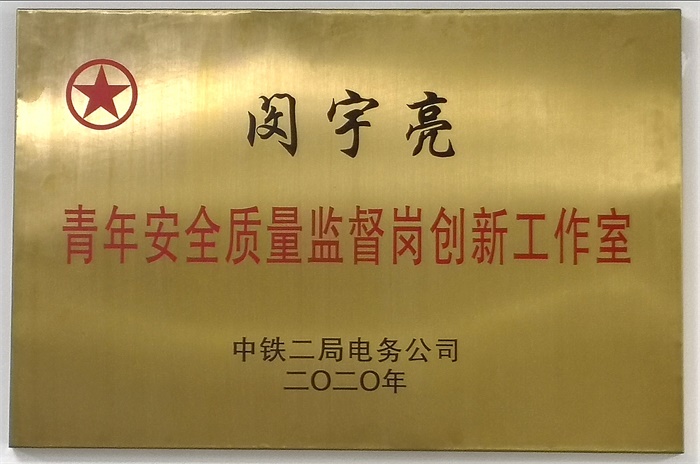 闵宇亮
青年安全质量监督岗创新工作室
中铁二局电务公司
二〇二〇年